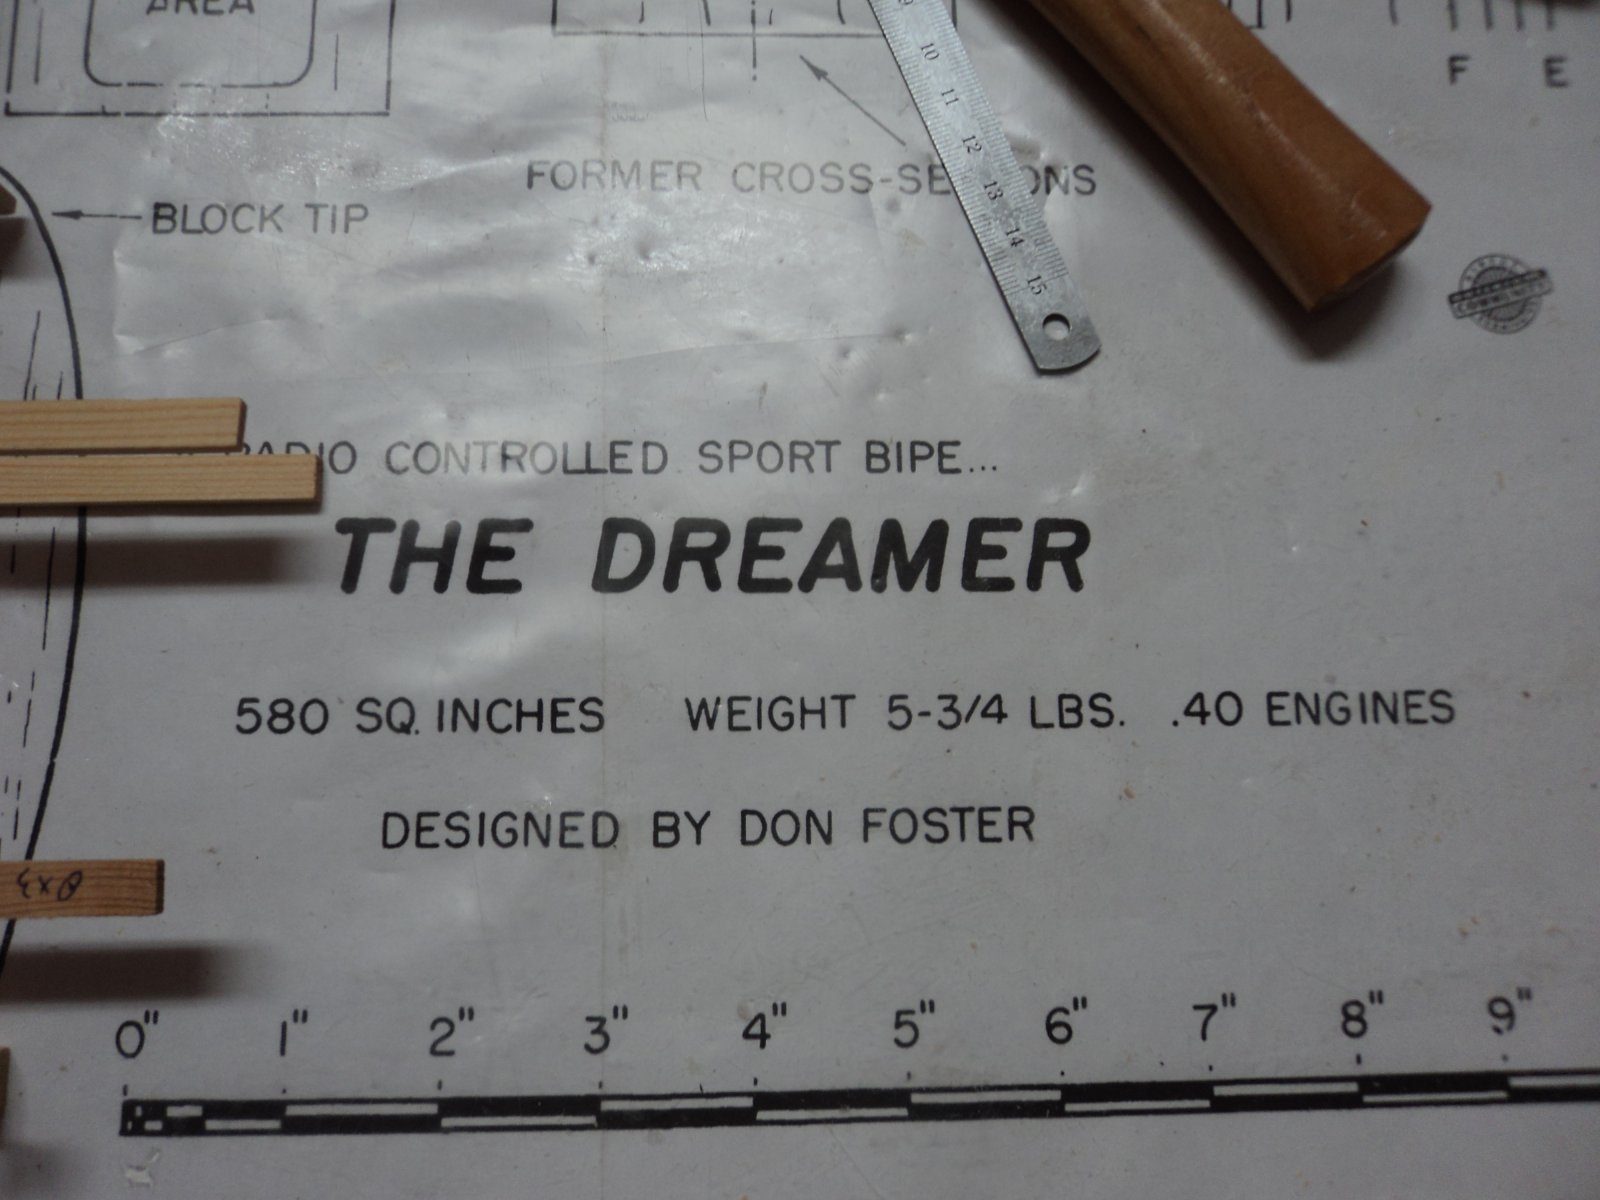 AREA
F E
9 10 11 12 13 14 15
FORMER CROSS-SE ONS
BLOCK TIP
RADIO CONTROLLED SPORT BIPE...
THE DREAMER
580 SQ. INCHES WEIGHT 5-3/4 LBS. .40 ENGINES
DESIGNED BY DON FOSTER
0" 1" 2" 3" 4" 5" 6" 7" 8" 9"